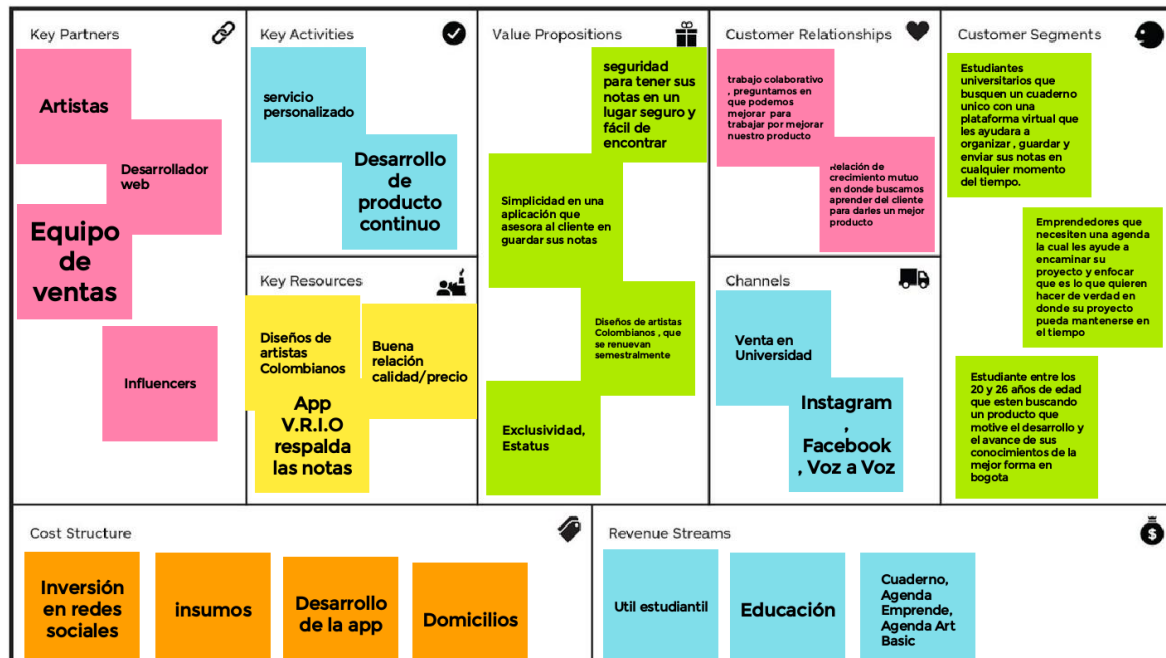 Key Partners
Artistas
Desarrollador
web
Equipo
de
ventas
Influencers
Key Activities
servicio
personalizado
Desarrollo
de
producto
continuo
Key Resources
Diseños de
artistas
Colombianos
Buena
relación
calidad/precio
App
V.R.I.O
respalda
las notas
Value Propositions
seguridad
para tener sus
notas en un
lugar seguro y
fácil de
encontrar
Simplicidad en una
aplicación que
asesora al cliente en
guardar sus notas
Diseños de artistas
Colombianos , que
se renuevan
semestralmente
Exclusividad,
Estatus
Customer Relationships
trabajo colaborativo
, preguntamos en
que podemos
mejorar para
trabajar por mejorar
nuestro producto
Relación de
crecimiento mutuo
en donde buscamos
aprender del cliente
para darles un mejor
producto
Channels
Venta en
Universidad
Instagram
,
Facebook
, Voz a Voz
Customer Segments
Estudiantes
universitarios que
busquen un cuaderno
unico con una
plataforma virtual que
les ayudara a
organizar , guardar y
enviar sus notas en
cualquier momento
del tiempo.
Emprendedores que
necesiten una agenda
la cual les ayude a
encaminar su
proyecto y enfocar
que es lo que quieren
hacer de verdad en
donde su proyecto
pueda mantenerse en
el tiempo
Estudiante entre los
20 y 26 años de edad
que esten buscando
un producto que
motive el desarrollo y
el avance de sus
conocimientos de la
mejor forma en
bogota
Cost Structure
Inversión
en redes
sociales
insumos
Desarrollo
de la app
Domicilios
Revenue Streams
Util estudiantil
Educación
Cuaderno,
Agenda
Emprende,
Agenda Art
Basic